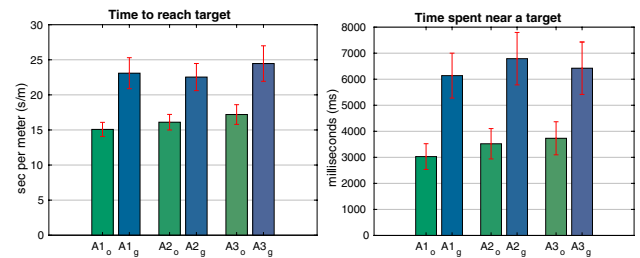 Time to reach target
sec per meter (s/m)
30
25
20
15
10
5
0
A1o A1g A2o A2g A3o A3g
Time spent near a target
milliseconds (ms)
8000
7000
6000
5000
4000
3000
2000
1000
0
A1o A1g A2o A2g A3o A3g